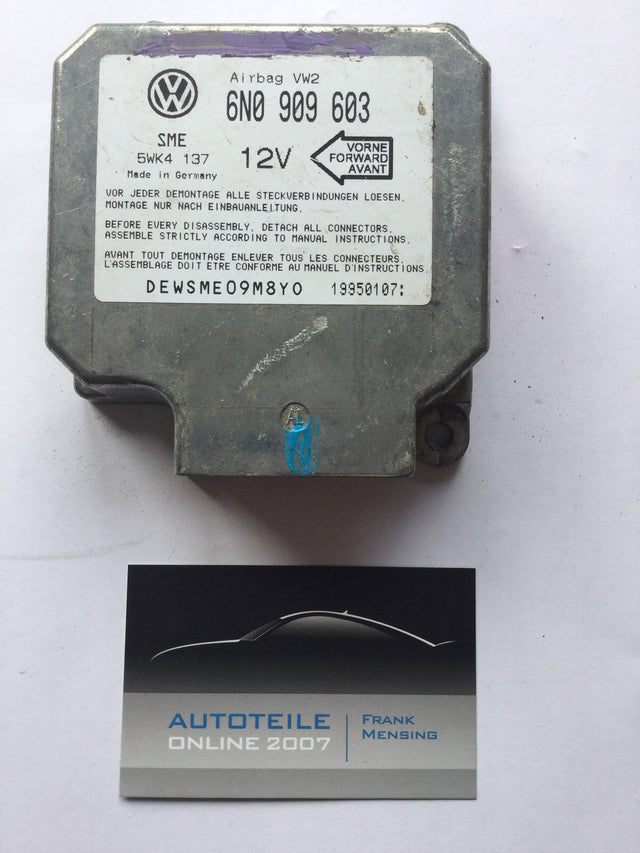 Airbag VW2
6N0 909 603
SME
5WK4 137
12V
VORNE
FORWARD
AVANT
Made in Germany
VOR JEDER DEMONTAGE ALLE STECKVERBINDUNGEN LOESEN.
MONTAGE NUR NACH EINBAUANLEITUNG.
BEFORE EVERY DISASSEMBLY, DETACH ALL CONNECTORS.
ASSEMBLE STRICTLY ACCORDING TO MANUAL INSTRUCTIONS.
AVANT TOUT DEMONTAGE ENLEVER TOUS LES CONNECTEURS.
L'ASSEMBLAGE DOIT ETRE CONFORME AU MANUEL D'INSTRUCTIONS.
DEWSME09M8Y0 19950107:
AL
AUTOTEILE
ONLINE 2007
FRANK
MENSING